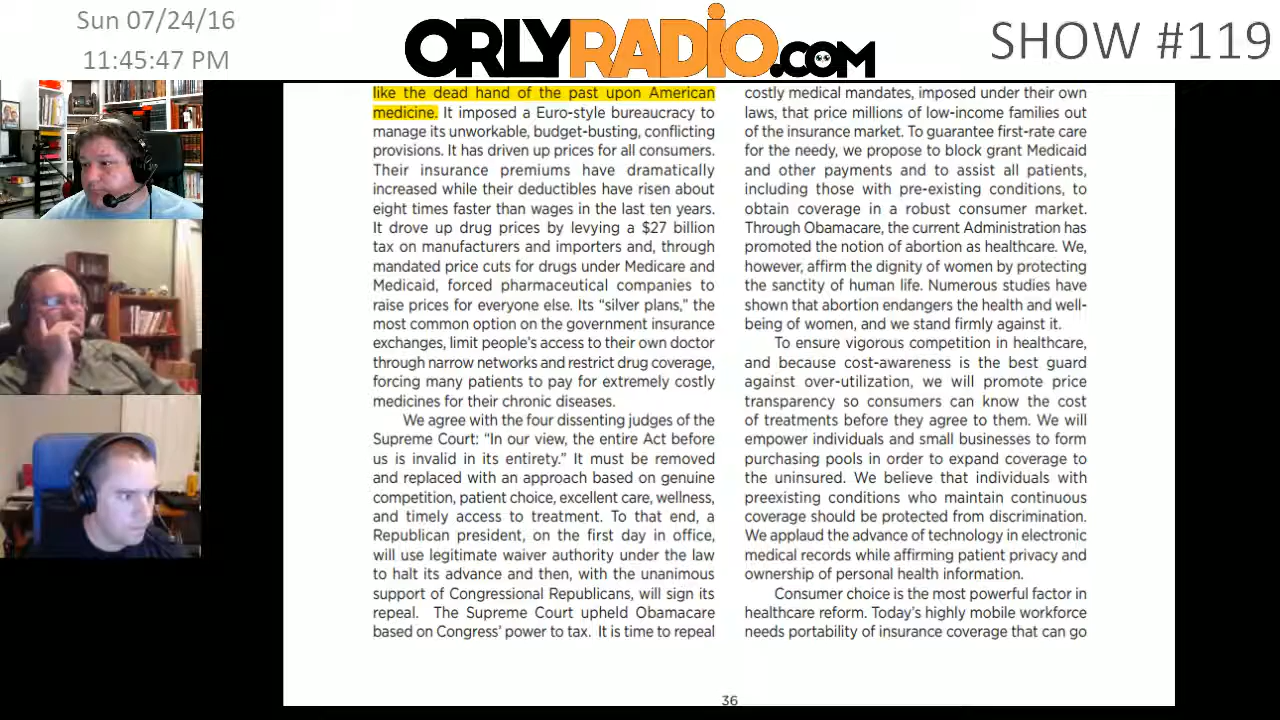 Sun 07/24/16
11:45:47 PM
ORLYRADiO.COM
SHOW #119
like the dead hand of the past upon American
medicine. It imposed a Euro-style bureaucracy to
manage its unworkable, budget-busting, conflicting
provisions. It has driven up prices for all consumers.
Their insurance premiums have dramatically
increased while their deductibles have risen about
eight times faster than wages in the last ten years.
It drove up drug prices by levying a $27 billion
tax on manufacturers and importers and, through
mandated price cuts for drugs under Medicare and
Medicaid, forced pharmaceutical companies to
raise prices for everyone else. Its “silver plans,” the
most common option on the government insurance
exchanges, limit people’s access to their own doctor
through narrow networks and restrict drug coverage,
forcing many patients to pay for extremely costly
medicines for their chronic diseases.
We agree with the four dissenting judges of the
Supreme Court: “In our view, the entire Act before
us is invalid in its entirety.” It must be removed
and replaced with an approach based on genuine
competition, patient choice, excellent care, wellness,
and timely access to treatment. To that end, a
Republican president, on the first day in office,
will use legitimate waiver authority under the law
to halt its advance and then, with the unanimous
support of Congressional Republicans, will sign its
repeal. The Supreme Court upheld Obamacare
based on Congress’ power to tax. It is time to repeal
costly medical mandates, imposed under their own
laws, that price millions of low-income families out
of the insurance market. To guarantee first-rate care
for the needy, we propose to block grant Medicaid
and other payments and to assist all patients,
including those with pre-existing conditions, to
obtain coverage in a robust consumer market.
Through Obamacare, the current Administration has
promoted the notion of abortion as healthcare. We,
however, affirm the dignity of women by protecting
the sanctity of human life. Numerous studies have
shown that abortion endangers the health and well-
being of women, and we stand firmly against it.
To ensure vigorous competition in healthcare,
and because cost-awareness is the best guard
against over-utilization, we will promote price
transparency so consumers can know the cost
of treatments before they agree to them. We will
empower individuals and small businesses to form
purchasing pools in order to expand coverage to
the uninsured. We believe that individuals with
preexisting conditions who maintain continuous
coverage should be protected from discrimination.
We applaud the advance of technology in electronic
medical records while affirming patient privacy and
ownership of personal health information.
Consumer choice is the most powerful factor in
healthcare reform. Today’s highly mobile workforce
needs portability of insurance coverage that can go
36